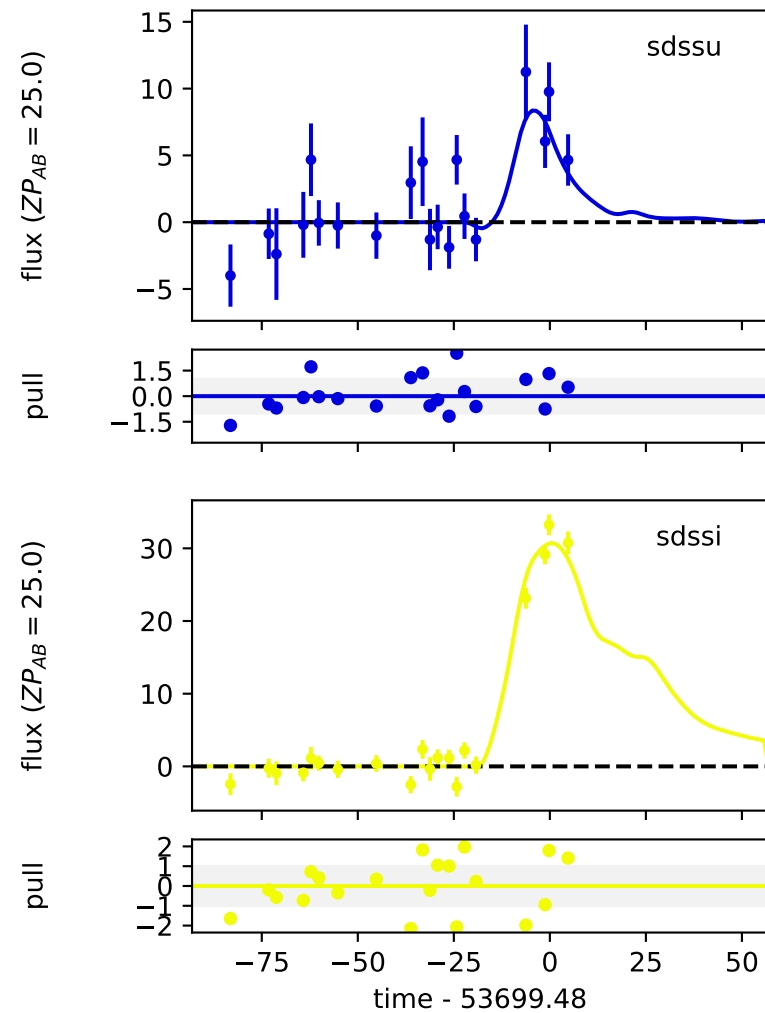 15
sdssu
10
5
0
−5
flux (ZP_AB = 25.0)
1.5
0.0
−1.5
pull
sdssi
30
20
10
0
flux (ZP_AB = 25.0)
2
1
0
−1
−2
pull
−75 −50 −25 0 25 50
time - 53699.48